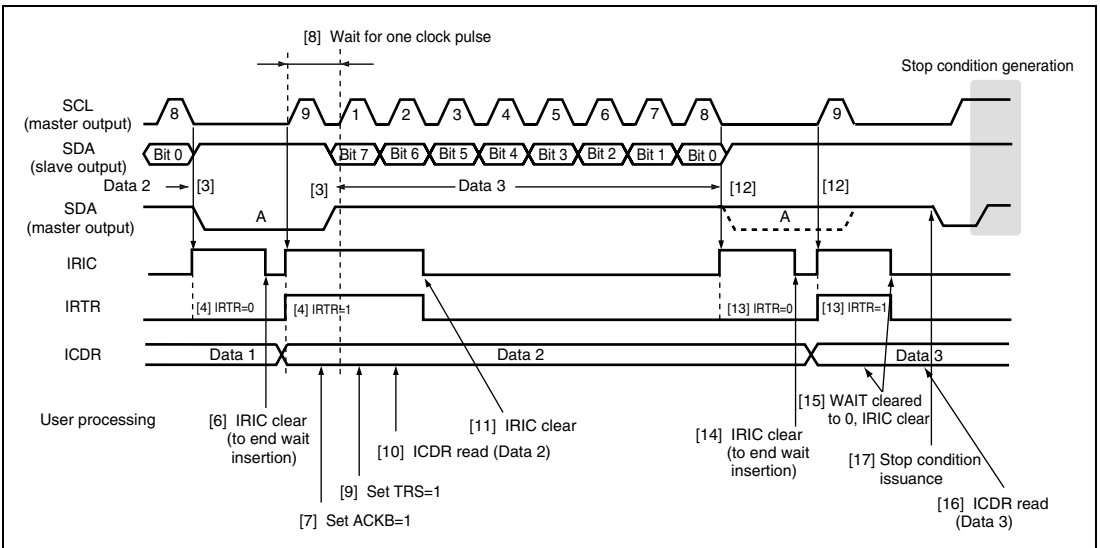 [8] Wait for one clock pulse
Stop condition generation
SCL
(master output)
8 9 1 2 3 4 5 6 7 8 9
SDA
(slave output)
Bit 0 Bit 7 Bit 6 Bit 5 Bit 4 Bit 3 Bit 2 Bit 1 Bit 0
Data 2 [3] [3] Data 3 [12] [12]
SDA
(master output)
A A
IRIC
IRTR
[4] IRTR=0 [4] IRTR=1 [13] IRTR=0 [13] IRTR=1
ICDR
Data 1 Data 2 Data 3
User processing
[6] IRIC clear
(to end wait
insertion)
[7] Set ACKB=1
[9] Set TRS=1
[10] ICDR read (Data 2)
[11] IRIC clear
[14] IRIC clear
(to end wait
insertion)
[15] WAIT cleared
to 0, IRIC clear
[17] Stop condition
issuance
[16] ICDR read
(Data 3)